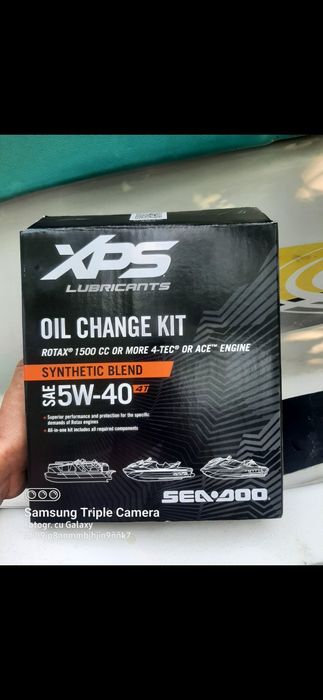 XPS
LUBRICANTS
OIL CHANGE KIT
ROTAX® 1500 CC OR MORE 4-TEC® OR ACE™ ENGINE
SYNTHETIC BLEND
SAE 5W-40 4T
• Superior performance and protection for the specific
demands of Rotax engines
• All-in-one kit includes all required components
SEA-DOO
Samsung Triple Camera
Fotogr. cu Galaxy